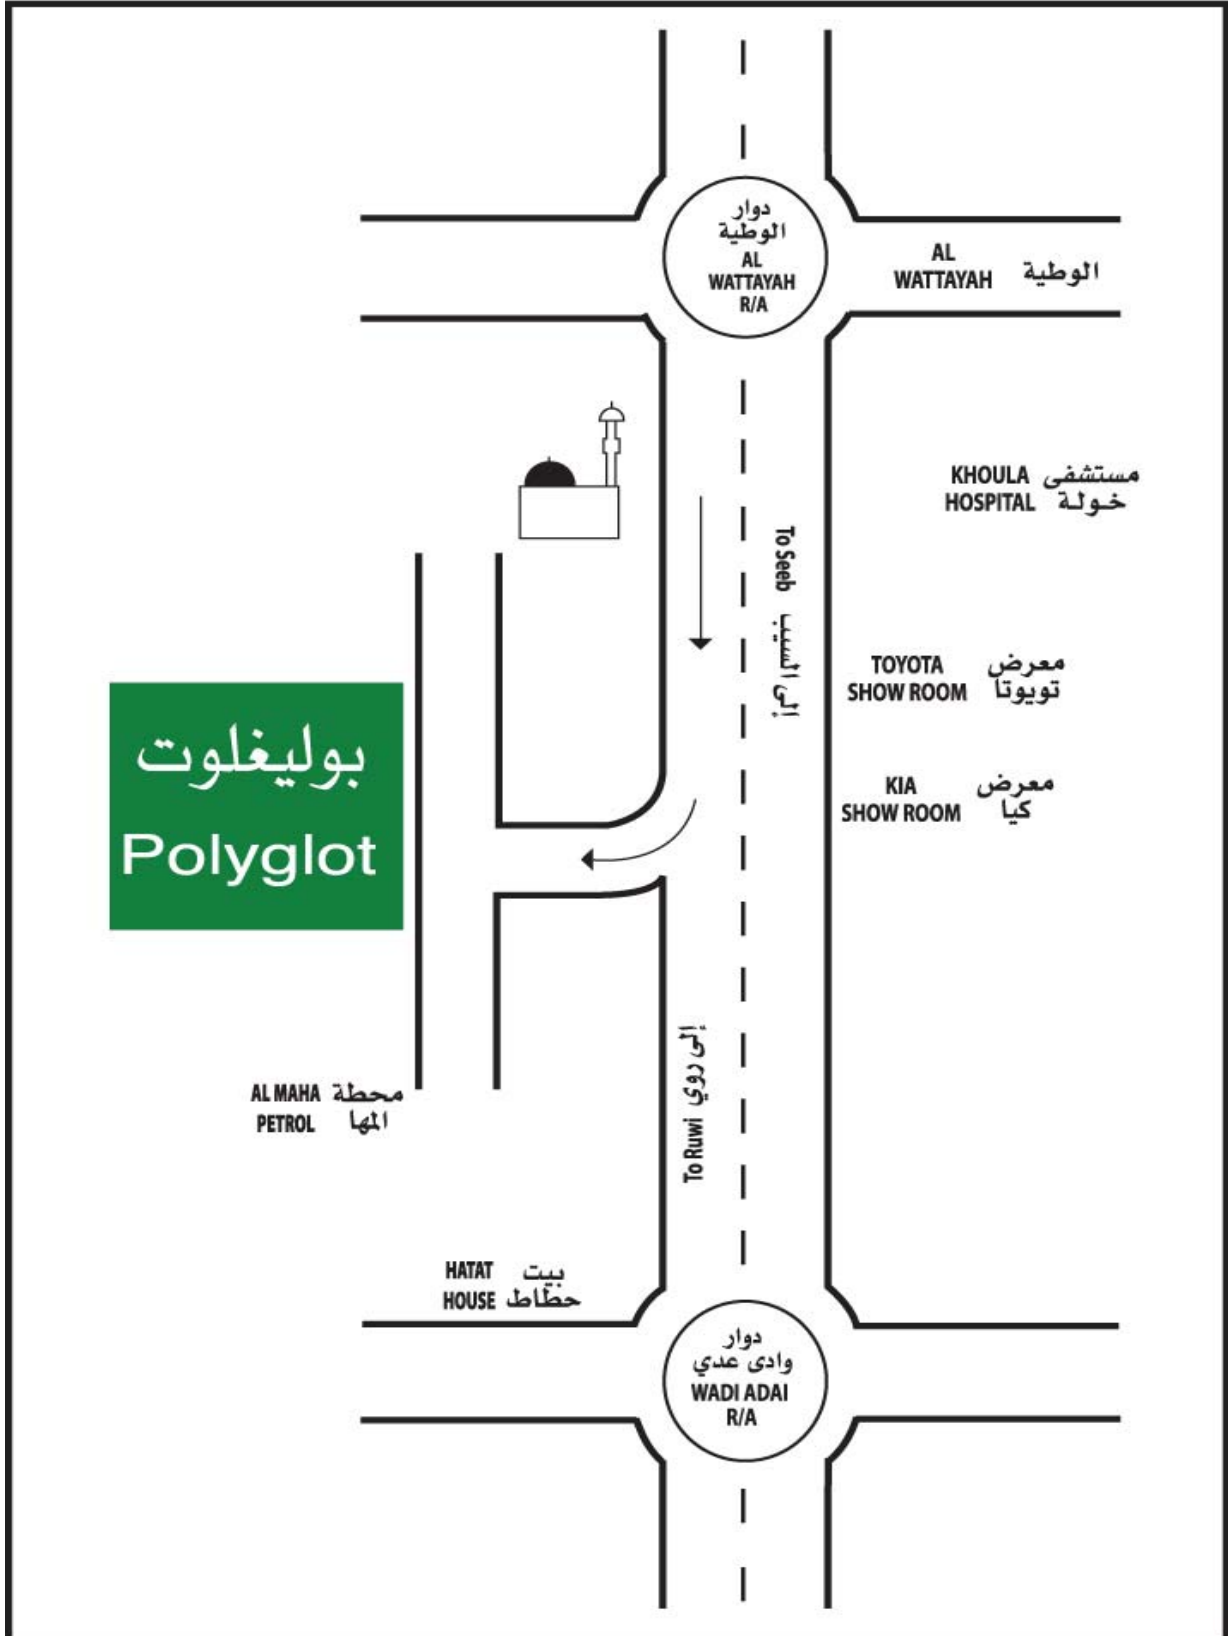 دوار
الوطية
AL
WATTAYAH
R/A
AL
WATTAYAH
الوطية
KHOULA مستشفى
HOSPITAL خولة
To Seeb إلى السيب
TOYOTA معرض
SHOW ROOM تويوتا
KIA معرض
SHOW ROOM كيا
بوليغلوت
Polyglot
To Ruwi إلى روي
AL MAHA محطة
PETROL المها
HATAT بيت
HOUSE حطاط
دوار
وادى عدي
WADI ADAI
R/A